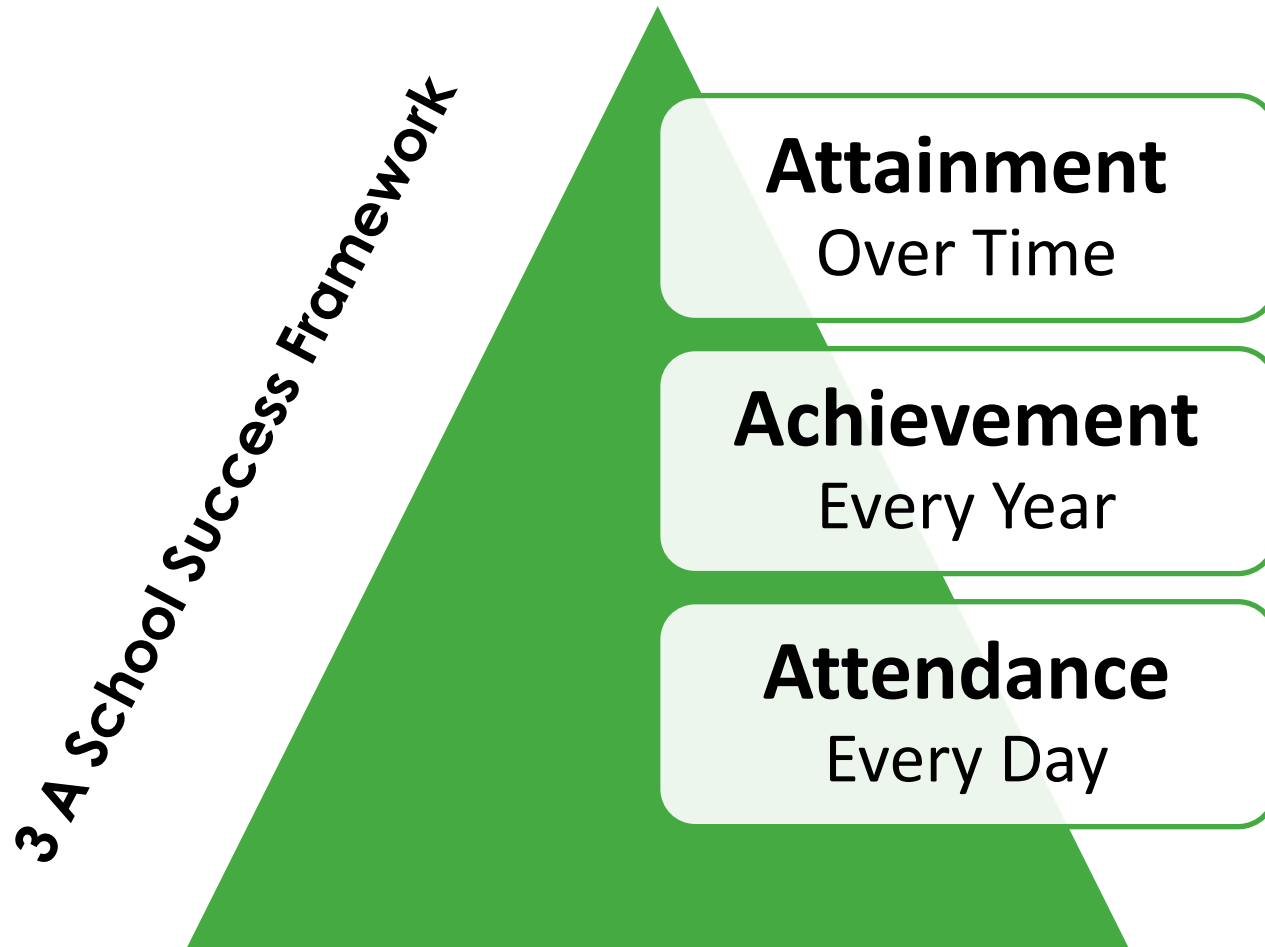 3 A School Success Framework
Attainment
Over Time
Achievement
Every Year
Attendance
Every Day